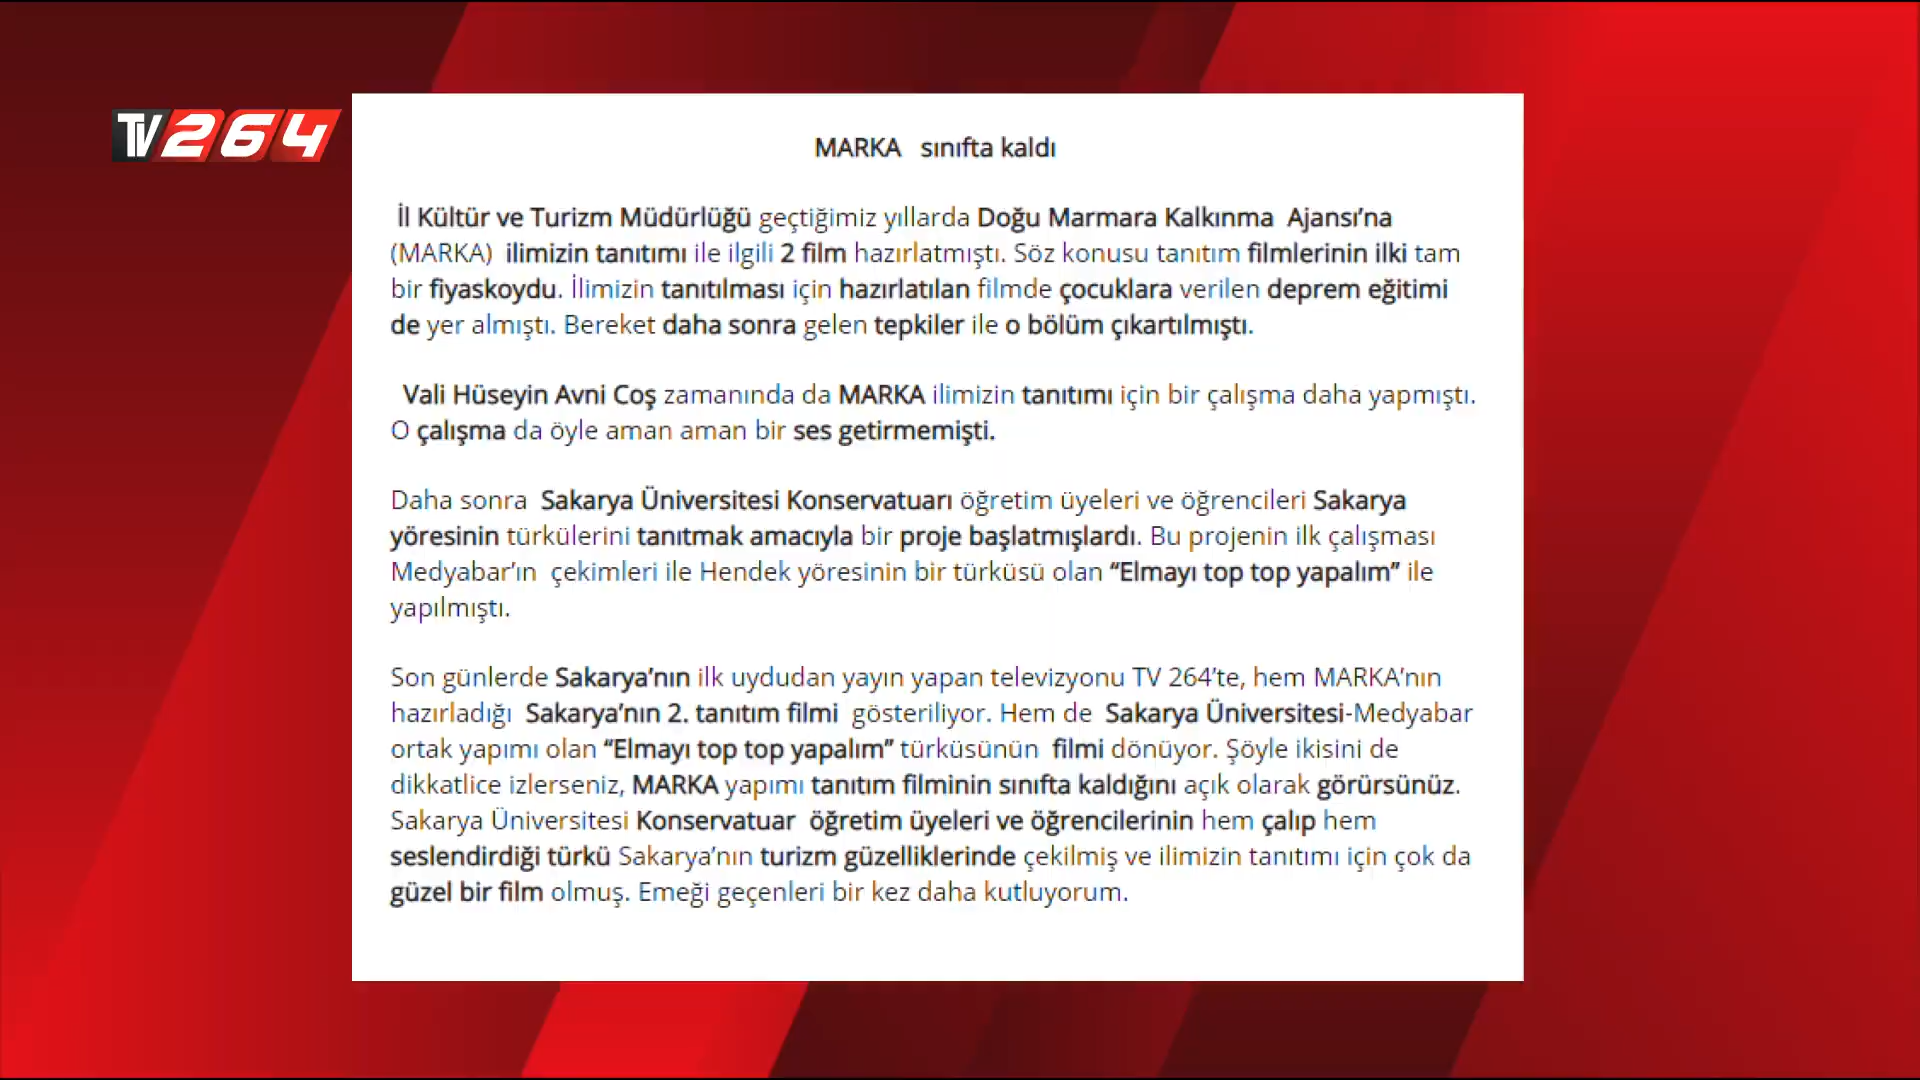 TV264
MARKA sınıfta kaldı
İl Kültür ve Turizm Müdürlüğü geçtiğimiz yıllarda Doğu Marmara Kalkınma Ajansı’na
(MARKA) ilimizin tanıtımı ile ilgili 2 film hazırlatmıştı. Söz konusu tanıtım filmlerinin ilki tam
bir fiyaskoydu. İlimizin tanıtılması için hazırlatılan filmde çocuklara verilen deprem eğitimi
de yer almıştı. Bereket daha sonra gelen tepkiler ile o bölüm çıkartılmıştı.
Vali Hüseyin Avni Coş zamanında da MARKA ilimizin tanıtımı için bir çalışma daha yapmıştı.
O çalışma da öyle aman aman bir ses getirmemişti.
Daha sonra Sakarya Üniversitesi Konservatuarı öğretim üyeleri ve öğrencileri Sakarya
yöresinin türkülerini tanıtmak amacıyla bir proje başlatmışlardı. Bu projenin ilk çalışması
Medyabar’ın çekimleri ile Hendek yöresinin bir türküsü olan “Elmayı top top yapalım” ile
yapılmıştı.
Son günlerde Sakarya’nın ilk uydudan yayın yapan televizyonu TV 264’te, hem MARKA’nın
hazırladığı Sakarya’nın 2. tanıtım filmi gösteriliyor. Hem de Sakarya Üniversitesi-Medyabar
ortak yapımı olan “Elmayı top top yapalım” türküsünün filmi dönüyor. Şöyle ikisini de
dikkatlice izlerseniz, MARKA yapımı tanıtım filminin sınıfta kaldığını açık olarak görürsünüz.
Sakarya Üniversitesi Konservatuar öğretim üyeleri ve öğrencilerinin hem çalıp hem
seslendirdiği türkü Sakarya’nın turizm güzelliklerinde çekilmiş ve ilimizin tanıtımı için çok da
güzel bir film olmuş. Emeği geçenleri bir kez daha kutluyorum.